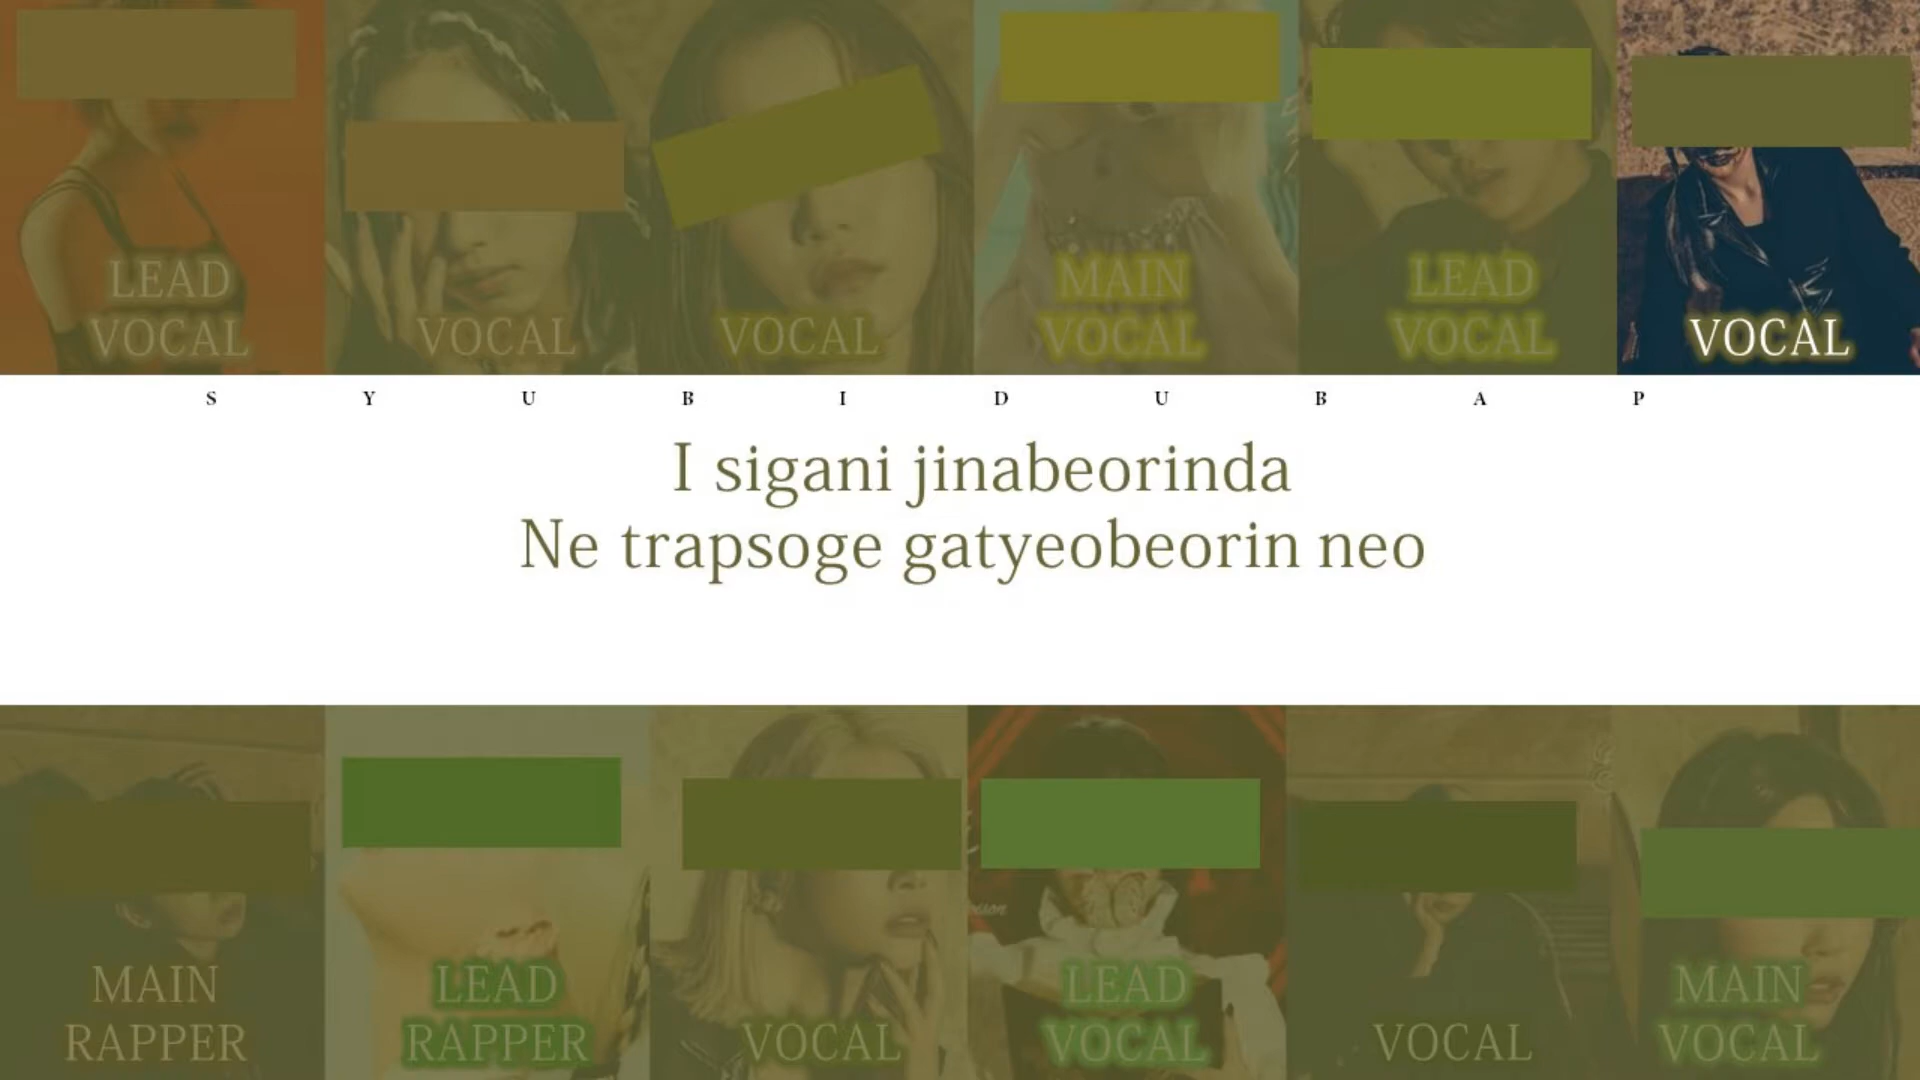 LEAD
VOCAL
VOCAL
VOCAL
MAIN
VOCAL
LEAD
VOCAL
VOCAL
S Y U B I D U B A P
I sigani jinabeorinda
Ne trapsoge gatyeobeorin neo
MAIN
RAPPER
LEAD
RAPPER
VOCAL
LEAD
VOCAL
VOCAL
MAIN
VOCAL